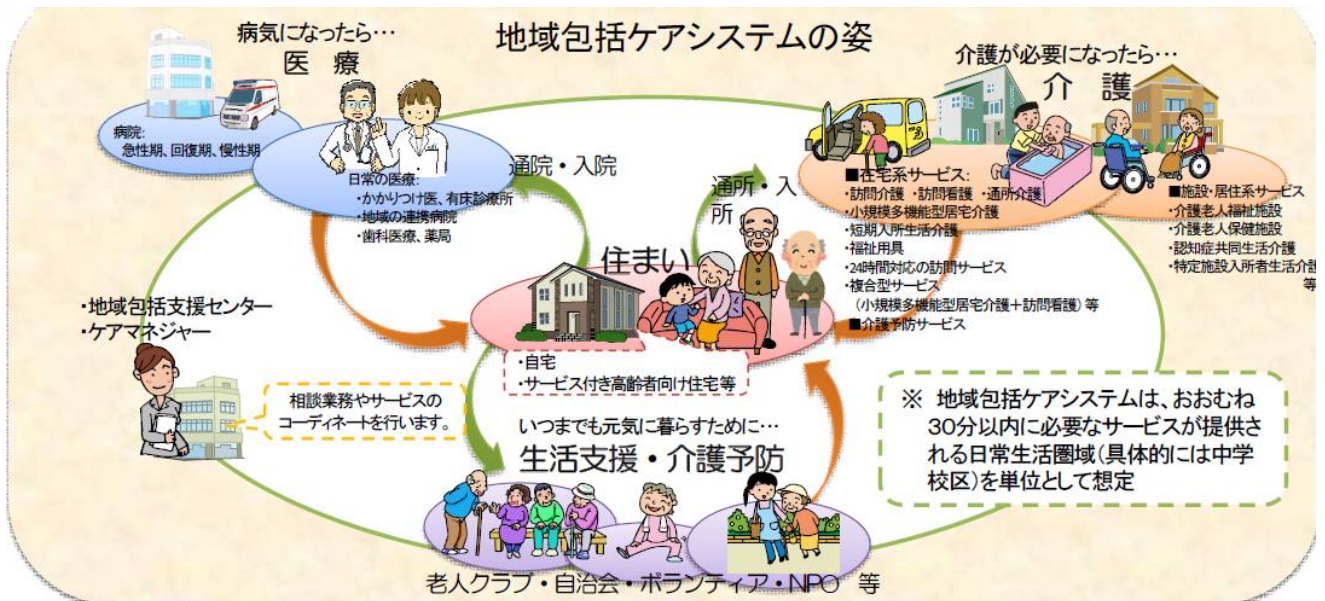 地域包括ケアシステムの姿
病気になったら…
医 療
病院:
急性期、回復期、慢性期
日常の医療:
・かかりつけ医、有床診療所
・地域の連携病院
・歯科医療、薬局
通院・入院
通所・入
所
介護が必要になったら…
介 護
■在宅系サービス:
・訪問介護 ・訪問看護 ・通所介護
・小規模多機能型居宅介護
・短期入所生活介護
・福祉用具
・24時間対応の訪問サービス
・複合型サービス
（小規模多機能型居宅介護＋訪問看護）等
■介護予防サービス
■施設・居住系サービス
・介護老人福祉施設
・介護老人保健施設
・認知症共同生活介護
・特定施設入所者生活介護
等
住まい
・自宅
・サービス付き高齢者向け住宅等
・地域包括支援センター
・ケアマネジャー
相談業務やサービスの
コーディネートを行います。
いつまでも元気に暮らすために…
生活支援・介護予防
老人クラブ・自治会・ボランティア・NPO 等
※ 地域包括ケアシステムは、おおむね
30分以内に必要なサービスが提供さ
れる日常生活圏域（具体的には中学
校区）を単位として想定